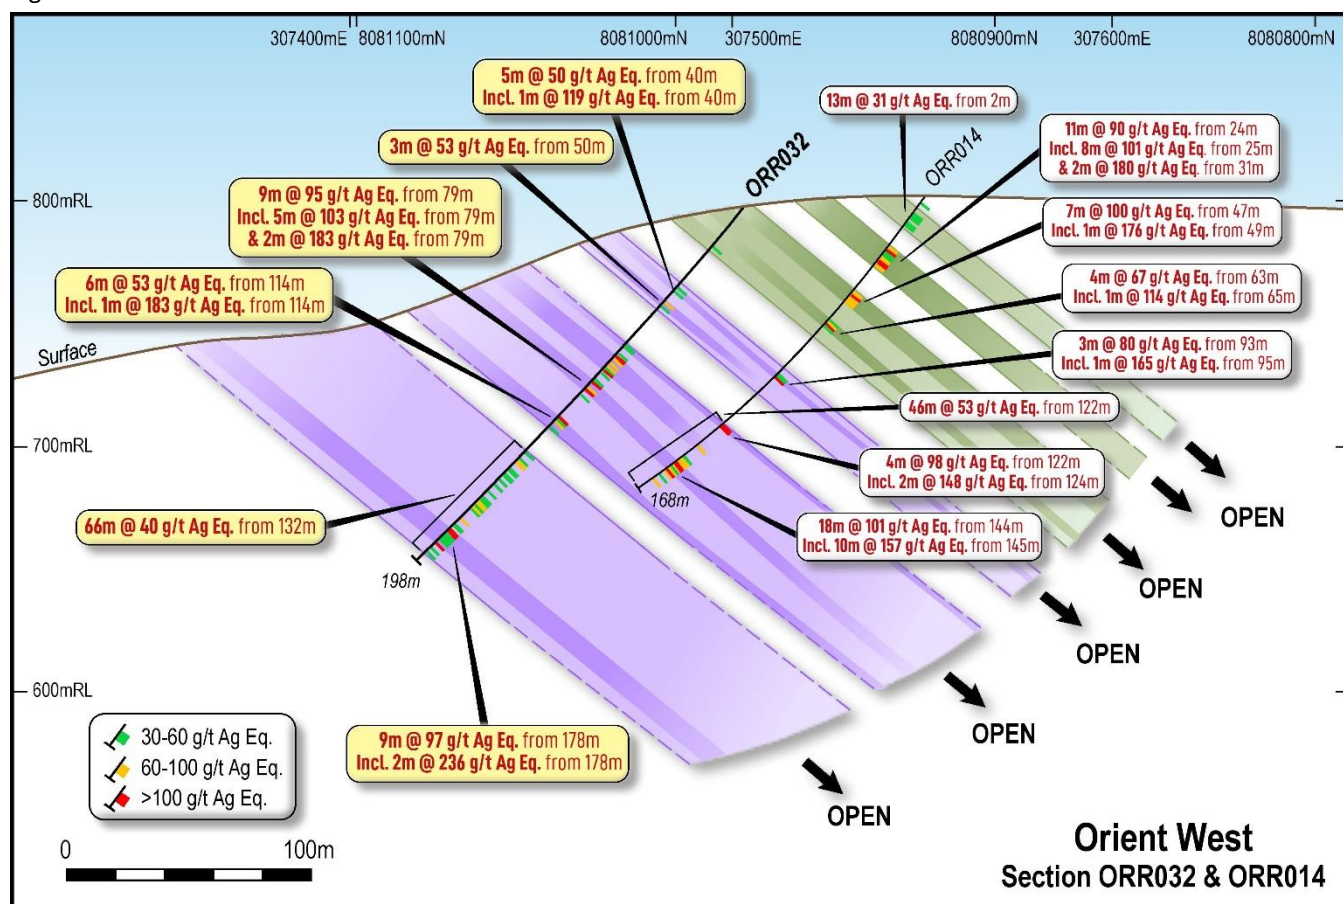 307400mE
8081100mN
8081000mN
307500mE
8080900mN
307600mE
8080800mN
5m @ 50 g/t Ag Eq. from 40m
Incl. 1m @ 119 g/t Ag Eq. from 40m
13m @ 31 g/t Ag Eq. from 2m
3m @ 53 g/t Ag Eq. from 50m
ORR032
ORR014
11m @ 90 g/t Ag Eq. from 24m
Incl. 8m @ 101 g/t Ag Eq. from 25m
& 2m @ 180 g/t Ag Eq. from 31m
800mRL
9m @ 95 g/t Ag Eq. from 79m
Incl. 5m @ 103 g/t Ag Eq. from 79m
& 2m @ 183 g/t Ag Eq. from 79m
7m @ 100 g/t Ag Eq. from 47m
Incl. 1m @ 176 g/t Ag Eq. from 49m
6m @ 53 g/t Ag Eq. from 114m
Incl. 1m @ 183 g/t Ag Eq. from 114m
4m @ 67 g/t Ag Eq. from 63m
Incl. 1m @ 114 g/t Ag Eq. from 65m
Surface
3m @ 80 g/t Ag Eq. from 93m
Incl. 1m @ 165 g/t Ag Eq. from 95m
46m @ 53 g/t Ag Eq. from 122m
700mRL
4m @ 98 g/t Ag Eq. from 122m
Incl. 2m @ 148 g/t Ag Eq. from 124m
168m
66m @ 40 g/t Ag Eq. from 132m
18m @ 101 g/t Ag Eq. from 144m
Incl. 10m @ 157 g/t Ag Eq. from 145m
OPEN
198m
OPEN
OPEN
600mRL
OPEN
9m @ 97 g/t Ag Eq. from 178m
Incl. 2m @ 236 g/t Ag Eq. from 178m
30-60 g/t Ag Eq.
60-100 g/t Ag Eq.
>100 g/t Ag Eq.
OPEN
0
100m
Orient West
Section ORR032 & ORR014